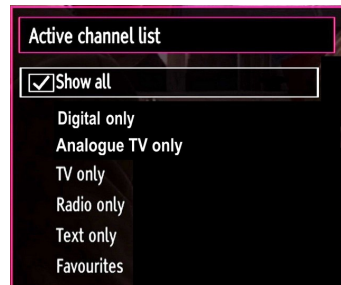 Active channel list
Show all
Digital only
Analogue TV only
TV only
Radio only
Text only
Favourites